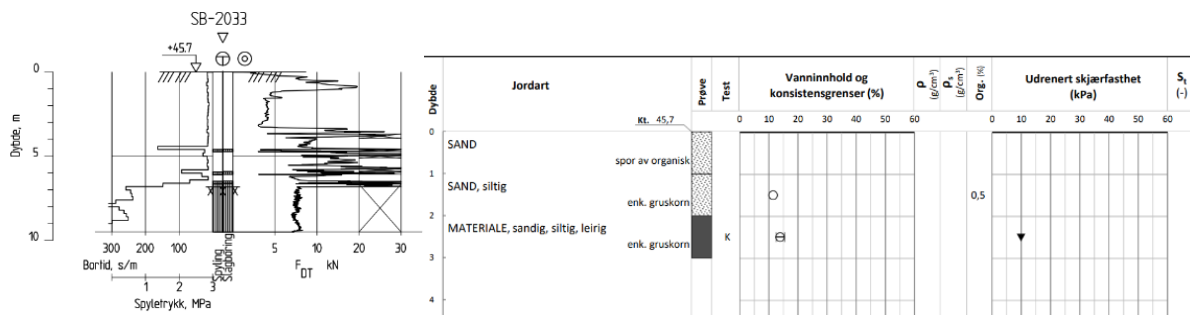 SB-2033
+45.7
Dybde, m
0
5
10
300
200
100
Bortid, s/m
1
2
3
Spyletrykk, MPa
Spyling
Slagboring
5
10
20
30
F_DT kN
Dybde
Jordart
Prøve
Test
Vanninnhold og
konsistensgrenser (%)
ρ
(g/cm³)
ρs
(g/cm³)
Org. (%)
Udrenert skjærfasthet
(kPa)
St
(-)
Kt. 45,7
0 10 20 30 40 50 60
0 10 20 30 40 50 60
0
SAND
spor av organisk
1
SAND, siltig
enk. gruskorn
0,5
2
MATERIALE, sandig, siltig, leirig
enk. gruskorn
K
3
4